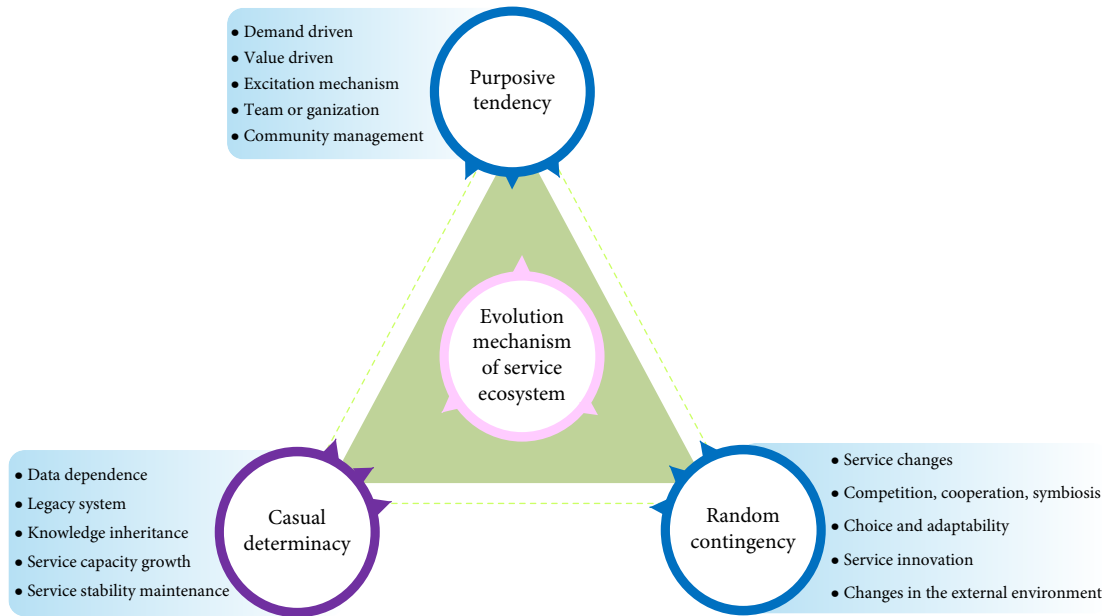 ● Demand driven
● Value driven
● Excitation mechanism
● Team or ganization
● Community management
Purposive
tendency
Evolution
mechanism
of service
ecosystem
● Data dependence
● Legacy system
● Knowledge inheritance
● Service capacity growth
● Service stability maintenance
Casual
determinacy
Random
contingency
● Service changes
● Competition, cooperation, symbiosis
● Choice and adaptability
● Service innovation
● Changes in the external environment